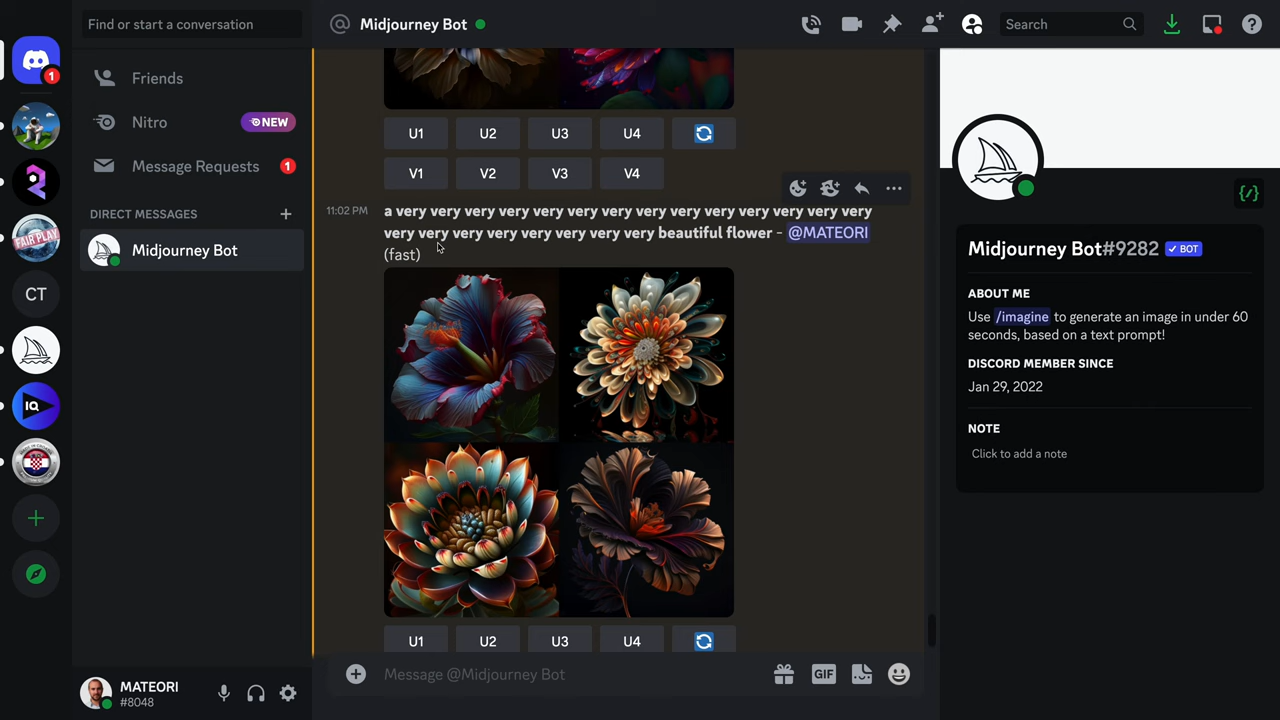 Find or start a conversation
Friends
Nitro
NEW
Message Requests
1
DIRECT MESSAGES
Midjourney Bot
1
FAIR PLAY
CT
IQ
MATEORI
#8048
Midjourney Bot
Search
U1 U2 U3 U4
V1 V2 V3 V4
11:02 PM
a very very very very very very very very very very very very very very
very very very very very very very very beautiful flower - @MATEORI
(fast)
U1 U2 U3 U4
Message @Midjourney Bot
GIF
Midjourney Bot#9282 ✓ BOT
ABOUT ME
Use /imagine to generate an image in under 60
seconds, based on a text prompt!
DISCORD MEMBER SINCE
Jan 29, 2022
NOTE
Click to add a note